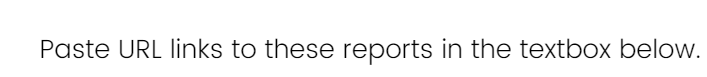 Paste URL links to these reports in the textbox below.